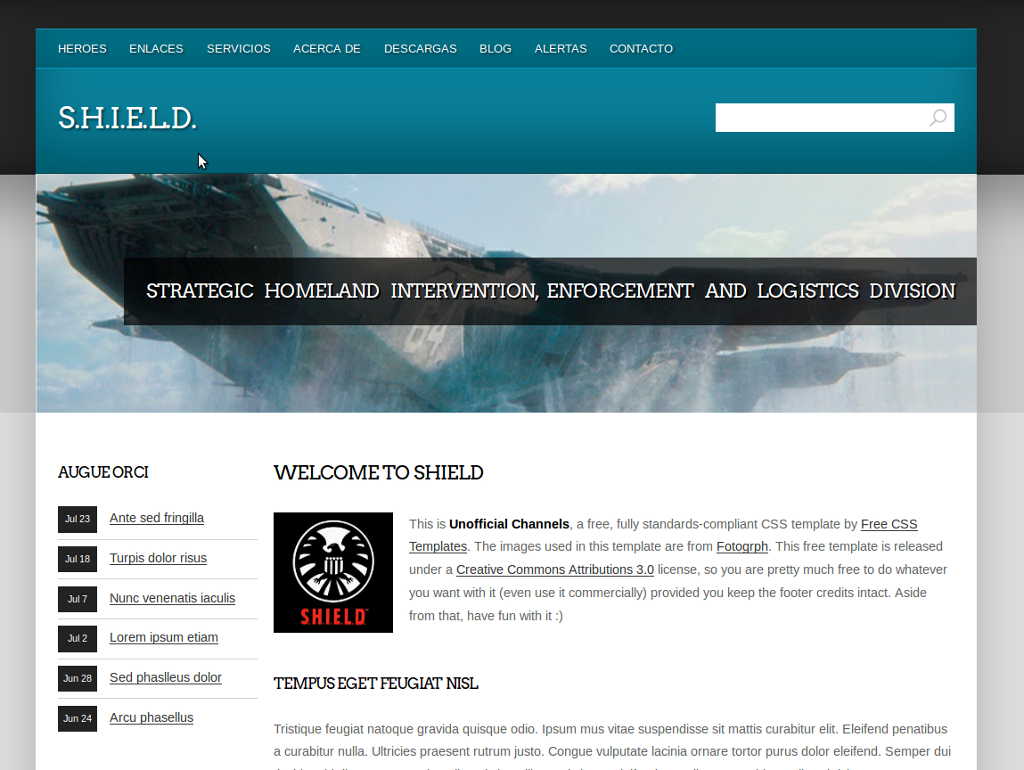 HEROES ENLACES SERVICIOS ACERCA DE DESCARGAS BLOG ALERTAS CONTACTO
S.H.I.E.L.D.
STRATEGIC HOMELAND INTERVENTION, ENFORCEMENT AND LOGISTICS DIVISION
64
AUGUE ORCI
Jul 23 Ante sed fringilla
Jul 18 Turpis dolor risus
Jul 7 Nunc venenatis iaculis
Jul 2 Lorem ipsum etiam
Jun 28 Sed phaslleus dolor
Jun 24 Arcu phasellus
WELCOME TO SHIELD
S.H.I.E.L.D
This is Unofficial Channels, a free, fully standards-compliant CSS template by Free CSS
Templates. The images used in this template are from Fotogrph. This free template is released
under a Creative Commons Attributions 3.0 license, so you are pretty much free to do whatever
you want with it (even use it commercially) provided you keep the footer credits intact. Aside
from that, have fun with it :)
TEMPUS EGET FEUGIAT NISL
Tristique feugiat natoque gravida quisque odio. Ipsum mus vitae suspendisse sit mattis curabitur elit. Eleifend penatibus
a curabitur nulla. Ultricies praesent rutrum justo. Congue vulputate lacinia ornare tortor purus dolor eleifend. Semper dui